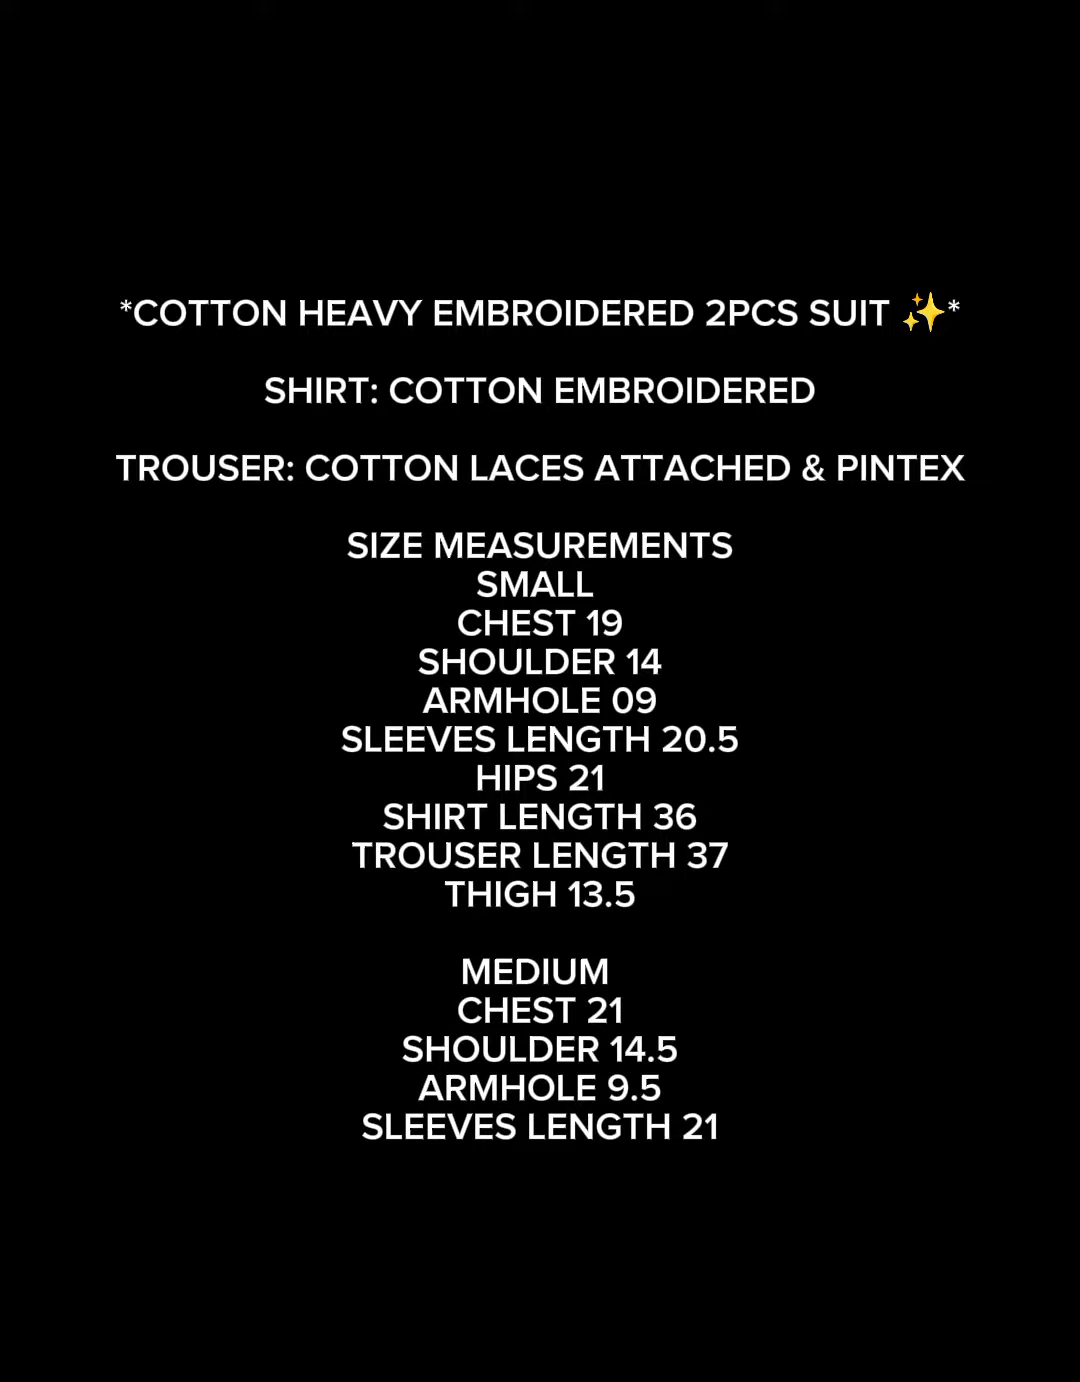 *COTTON HEAVY EMBROIDERED 2PCS SUIT ✨*
SHIRT: COTTON EMBROIDERED
TROUSER: COTTON LACES ATTACHED & PINTEX
SIZE MEASUREMENTS
SMALL
CHEST 19
SHOULDER 14
ARMHOLE 09
SLEEVES LENGTH 20.5
HIPS 21
SHIRT LENGTH 36
TROUSER LENGTH 37
THIGH 13.5
MEDIUM
CHEST 21
SHOULDER 14.5
ARMHOLE 9.5
SLEEVES LENGTH 21